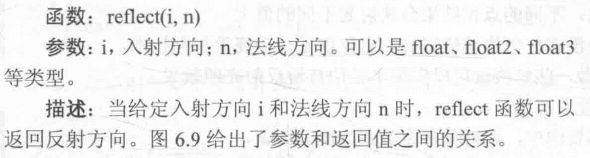 函数：reflect(i, n)
参数：i，入射方向；n，法线方向。可以是 float、float2、float3
等类型。
描述：当给定入射方向 i 和法线方向 n 时，reflect 函数可以
返回反射方向。图 6.9 给出了参数和返回值之间的关系。